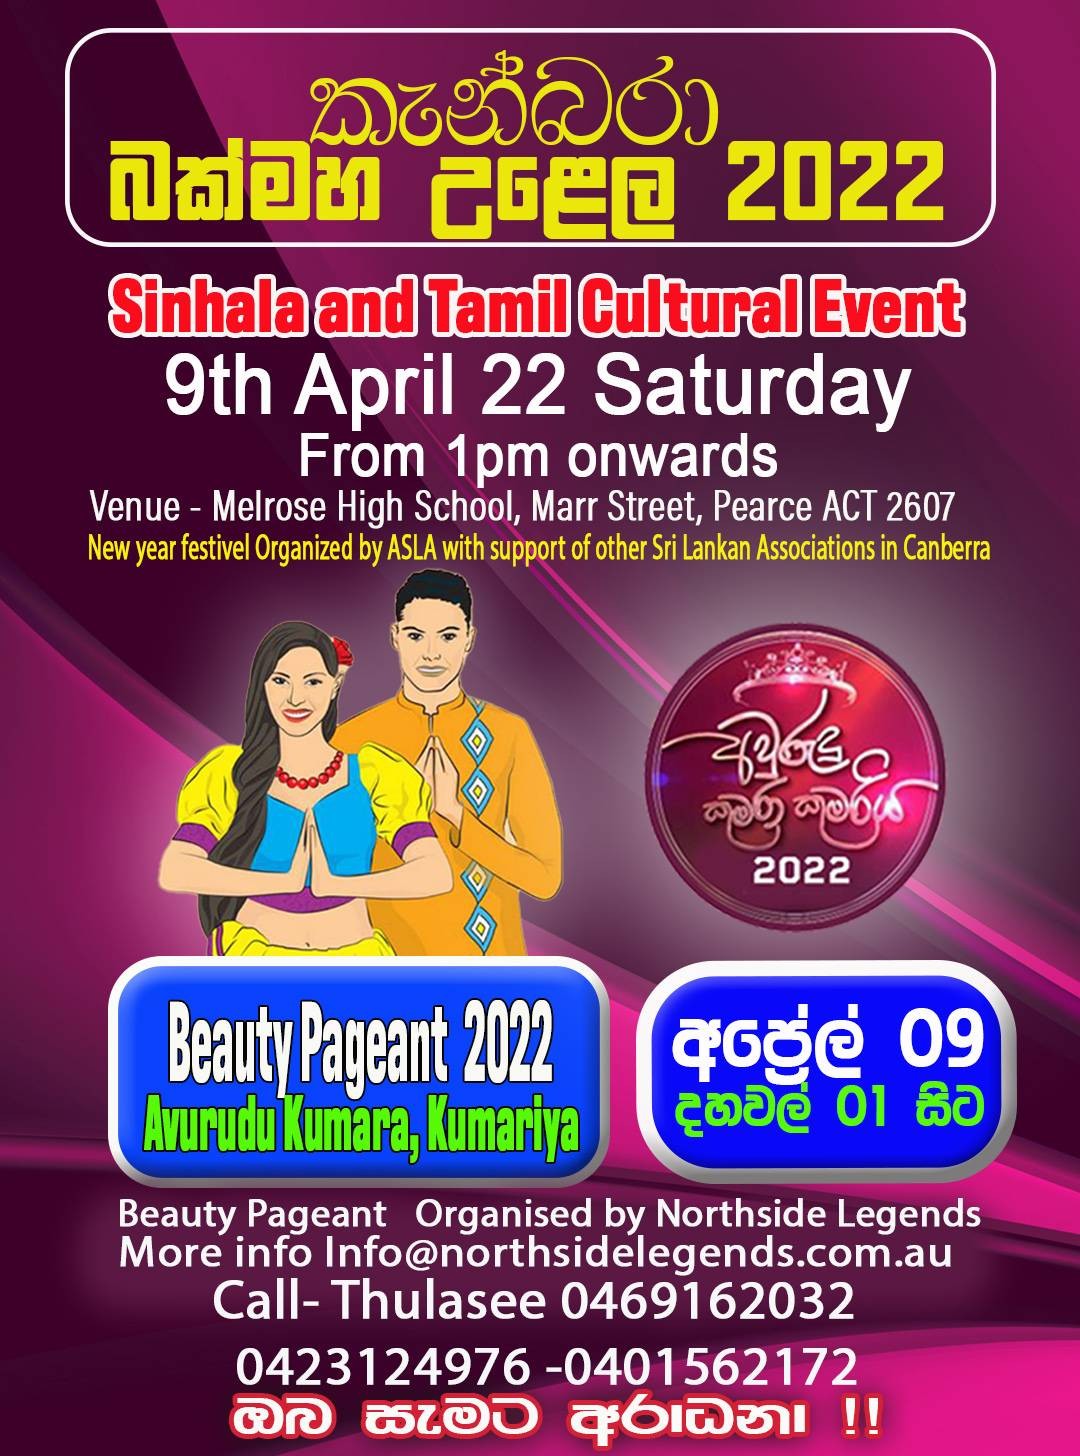 කැන්බරා
බක්මහ උළෙල 2022
Sinhala and Tamil Cultural Event
9th April 22 Saturday
From 1pm onwards
Venue - Melrose High School, Marr Street, Pearce ACT 2607
New year festivel Organized by ASLA with support of other Sri Lankan Associations in Canberra
අවුරුදු
කුමරා කුමරිය
2022
Beauty Pageant 2022
Avurudu Kumara, Kumariya
අප්‍රේල් 09
දහවල් 01 සිට
Beauty Pageant Organised by Northside Legends
More info Info@northsidelegends.com.au
Call- Thulasee 0469162032
0423124976 -0401562172
ඔබ සැමට අරාධනා !!